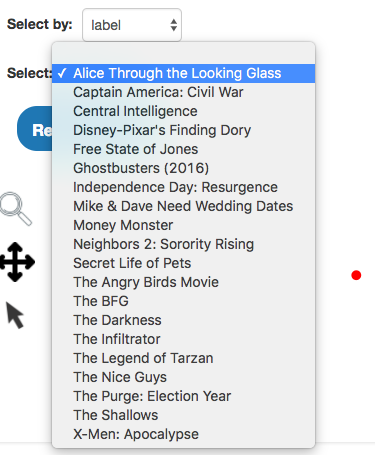 Select by: label
Select: ✓ Alice Through the Looking Glass
Captain America: Civil War
Central Intelligence
Disney-Pixar's Finding Dory
Re Free State of Jones
Ghostbusters (2016)
Independence Day: Resurgence
Mike & Dave Need Wedding Dates
Money Monster
Neighbors 2: Sorority Rising
Secret Life of Pets
The Angry Birds Movie
The BFG
The Darkness
The Infiltrator
The Legend of Tarzan
The Nice Guys
The Purge: Election Year
The Shallows
X-Men: Apocalypse